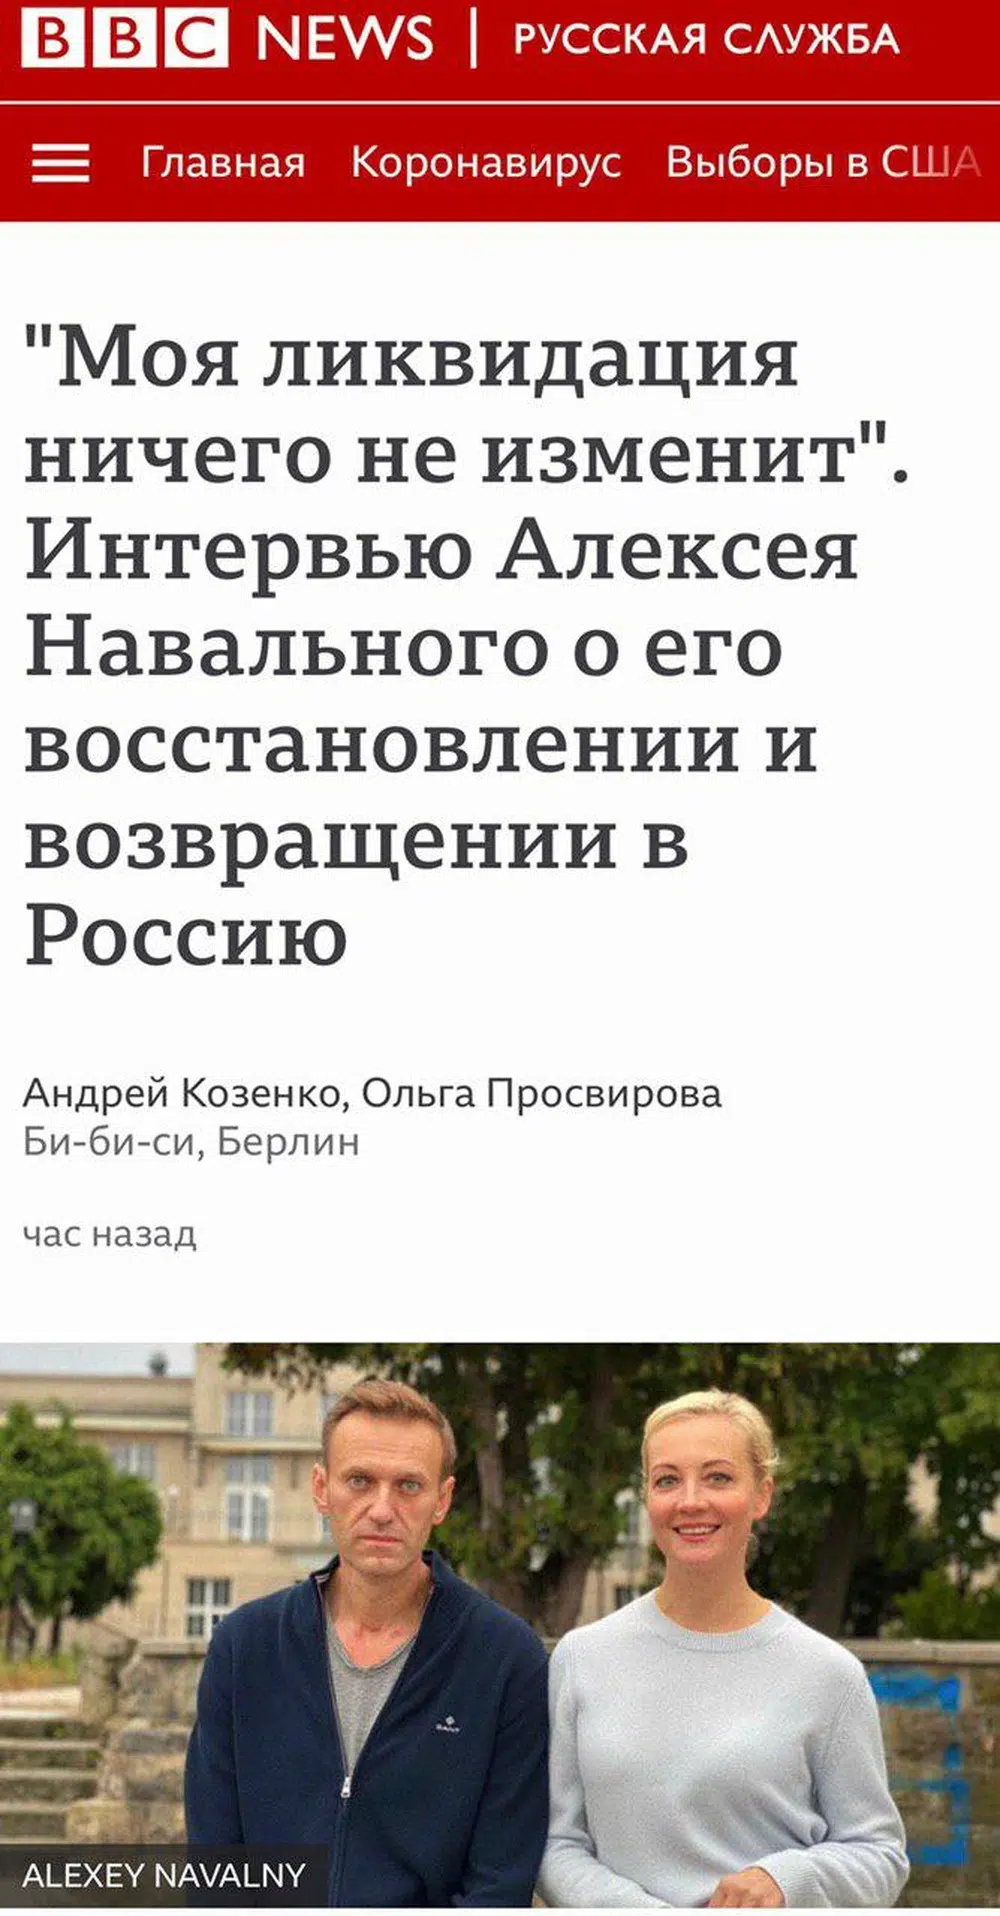 BBC NEWS | РУССКАЯ СЛУЖБА
Главная Коронавирус Выборы в США
"Моя ликвидация
ничего не изменит".
Интервью Алексея
Навального о его
восстановлении и
возвращении в
Россию
Андрей Козенко, Ольга Просвирова
Би-би-си, Берлин
час назад
GANT
ALEXEY NAVALNY